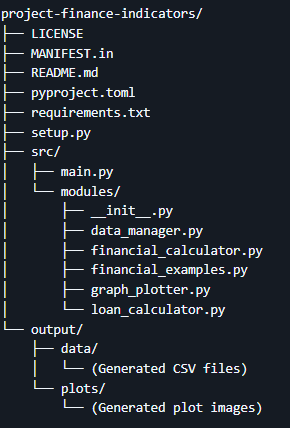 project-finance-indicators/
├── LICENSE
├── MANIFEST.in
├── README.md
├── pyproject.toml
├── requirements.txt
├── setup.py
├── src/
│   ├── main.py
│   └── modules/
│       ├── __init__.py
│       ├── data_manager.py
│       ├── financial_calculator.py
│       ├── financial_examples.py
│       ├── graph_plotter.py
│       └── loan_calculator.py
└── output/
    ├── data/
    │   └── (Generated CSV files)
    └── plots/
        └── (Generated plot images)